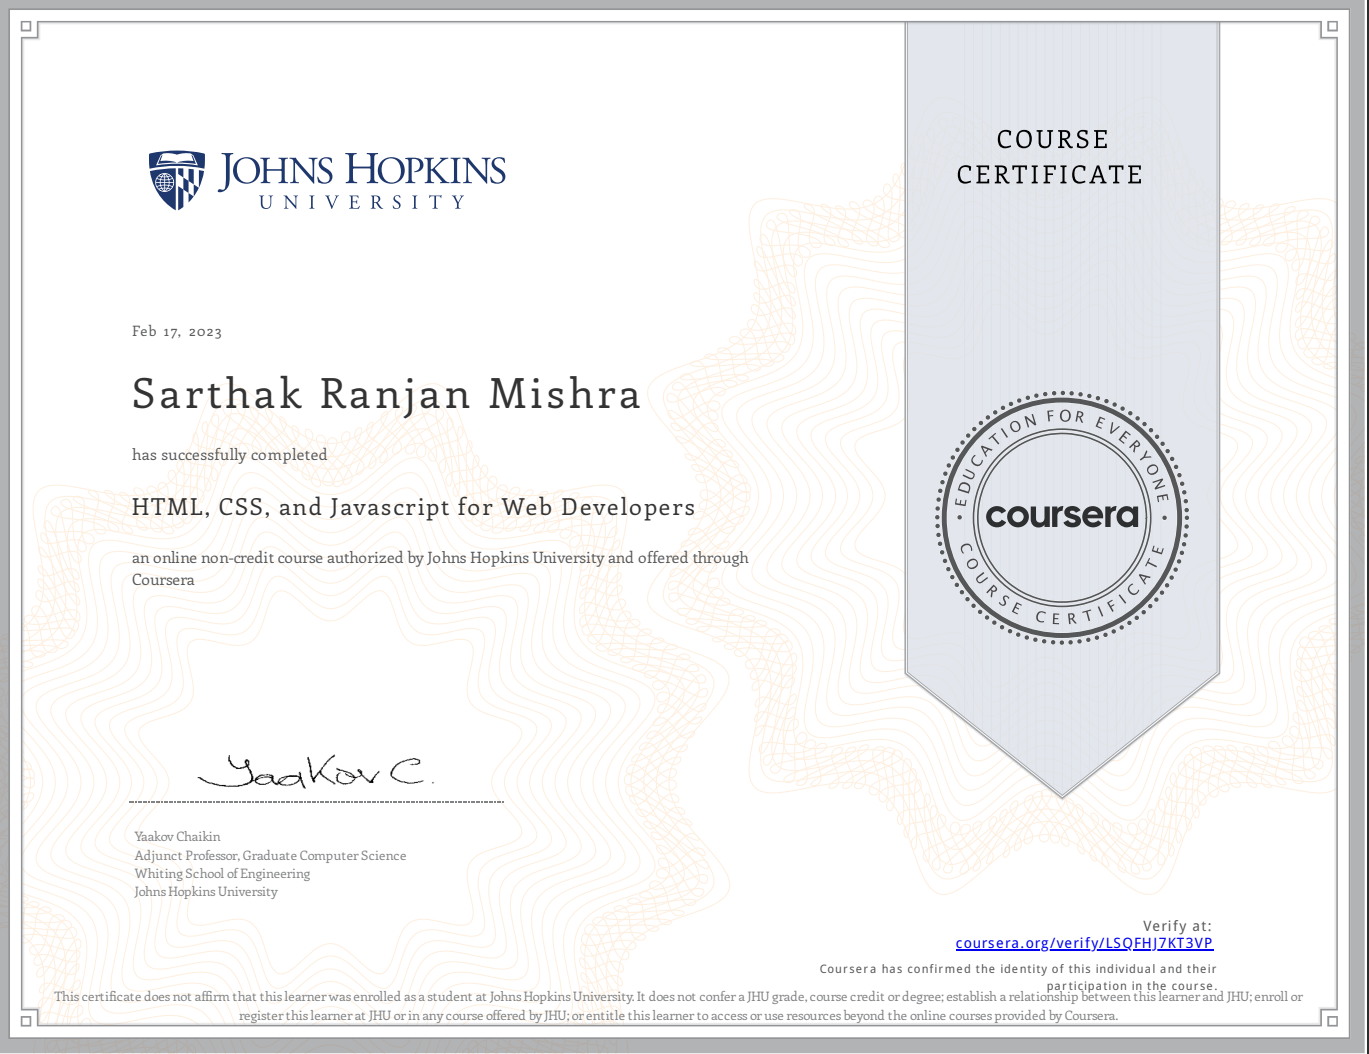 JOHNS HOPKINS
UNIVERSITY
COURSE
CERTIFICATE
Feb 17, 2023
Sarthak Ranjan Mishra
has successfully completed
HTML, CSS, and Javascript for Web Developers
an online non-credit course authorized by Johns Hopkins University and offered through
Coursera
EDUCATION FOR EVERYONE
coursera
COURSE CERTIFICATE
Yaakov C.
Yaakov Chaikin
Adjunct Professor, Graduate Computer Science
Whiting School of Engineering
Johns Hopkins University
Verify at:
coursera.org/verify/LSQFHJ7KT3VP
Coursera has confirmed the identity of this individual and their
participation in the course.
This certificate does not affirm that this learner was enrolled as a student at Johns Hopkins University. It does not confer a JHU grade, course credit or degree; establish a relationship between this learner and JHU; enroll or
register this learner at JHU or in any course offered by JHU; or entitle this learner to access or use resources beyond the online courses provided by Coursera.